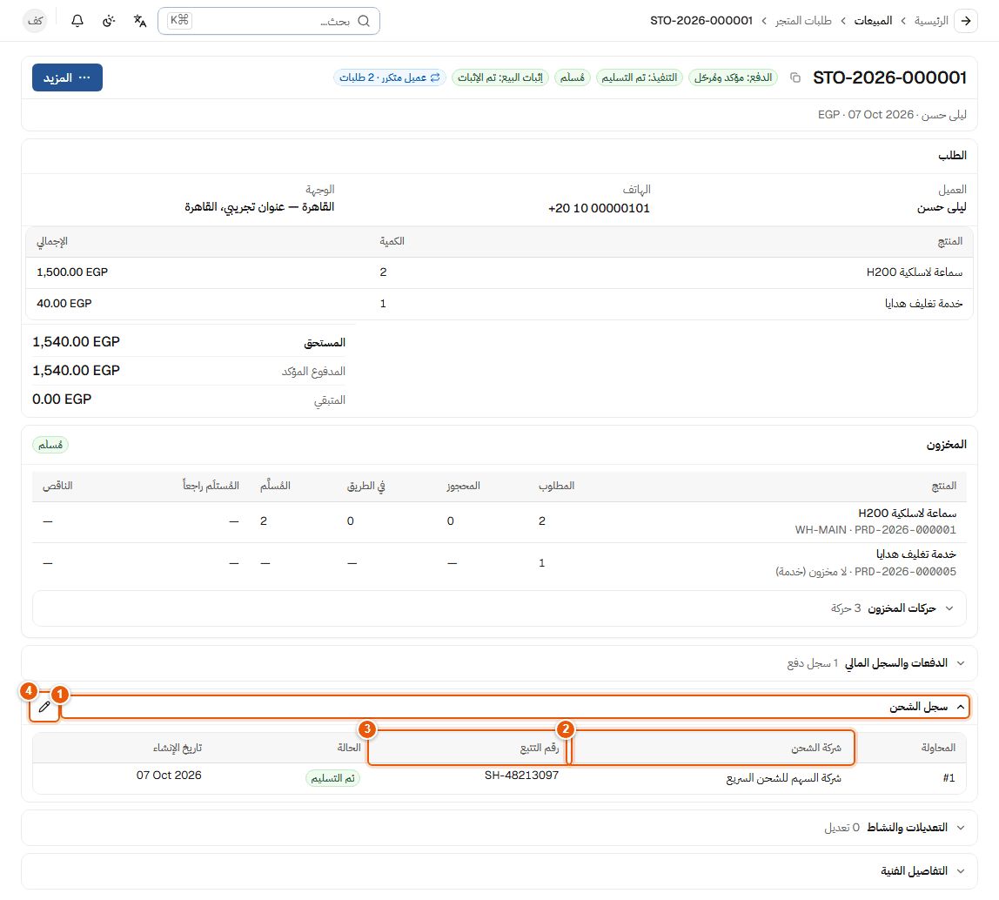 الرئيسية > المبيعات > طلبات المتجر > STO-2026-000001
بحث... K⌘
كف
STO-2026-000001 الدفع: مؤكد ومُرحّل التنفيذ: تم التسليم مُسلّم إثبات البيع: تم الإثبات عميل متكرر · 2 طلبات
المزيد
ليلى حسن · EGP · 07 Oct 2026
الطلب
العميل الهاتف الوجهة
ليلى حسن +20 10 00000101 القاهرة — عنوان تجريبي، القاهرة
المنتج الكمية الإجمالي
سماعة لاسلكية H200 2 1,500.00 EGP
خدمة تغليف هدايا 1 40.00 EGP
المستحق 1,540.00 EGP
المدفوع المؤكد 1,540.00 EGP
المتبقي 0.00 EGP
المخزون مُسلّم
المنتج المطلوب المحجوز في الطريق المُسلَّم المُستلَم راجعاً الناقص
سماعة لاسلكية H200 2 0 0 2 — —
WH-MAIN · PRD-2026-000001
خدمة تغليف هدايا 1 — — — — —
PRD-2026-000005 · لا مخزون (خدمة)
حركات المخزون 3 حركة
الدفعات والسجل المالي 1 سجل دفع
سجل الشحن 1 4
2 3
المحاولة شركة الشحن رقم التتبع الحالة تاريخ الإنشاء
#1 شركة السهم للشحن السريع SH-48213097 تم التسليم 07 Oct 2026
التعديلات والنشاط 0 تعديل
التفاصيل الفنية